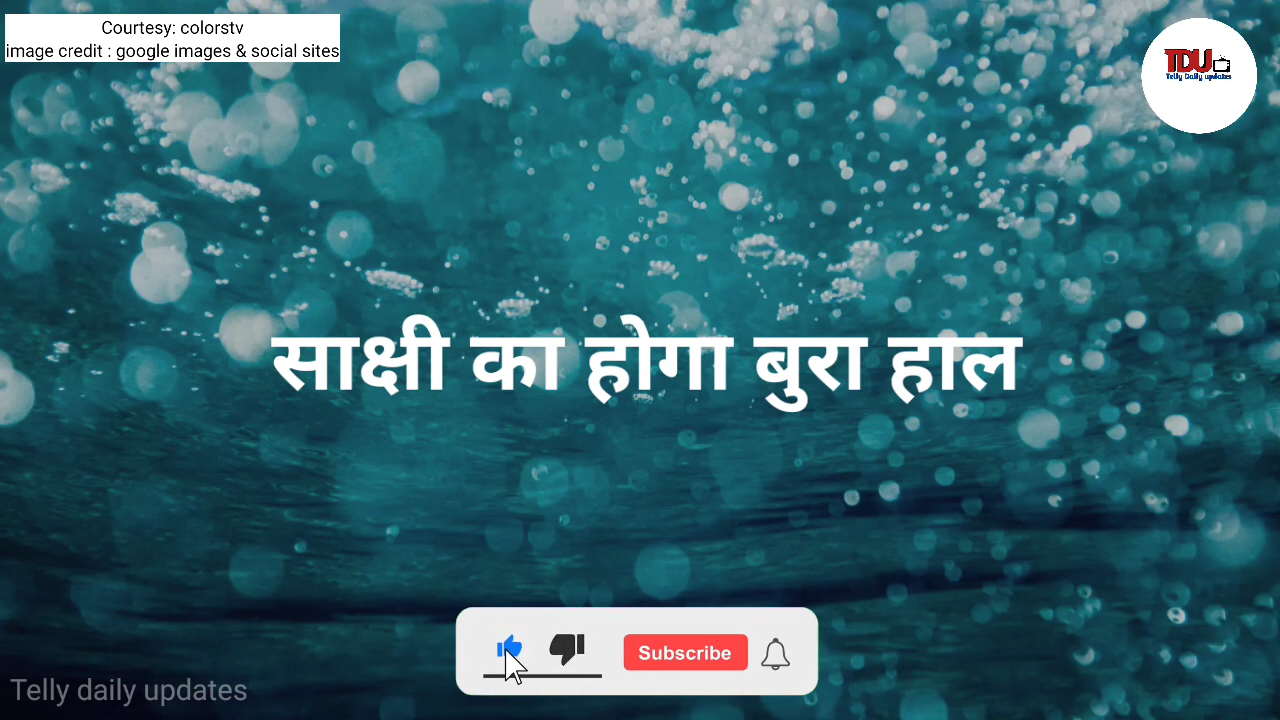 Courtesy: colorstv
image credit : google images & social sites
TDU
Telly Daily updates
साक्षी का होगा बुरा हाल
Subscribe
Telly daily updates